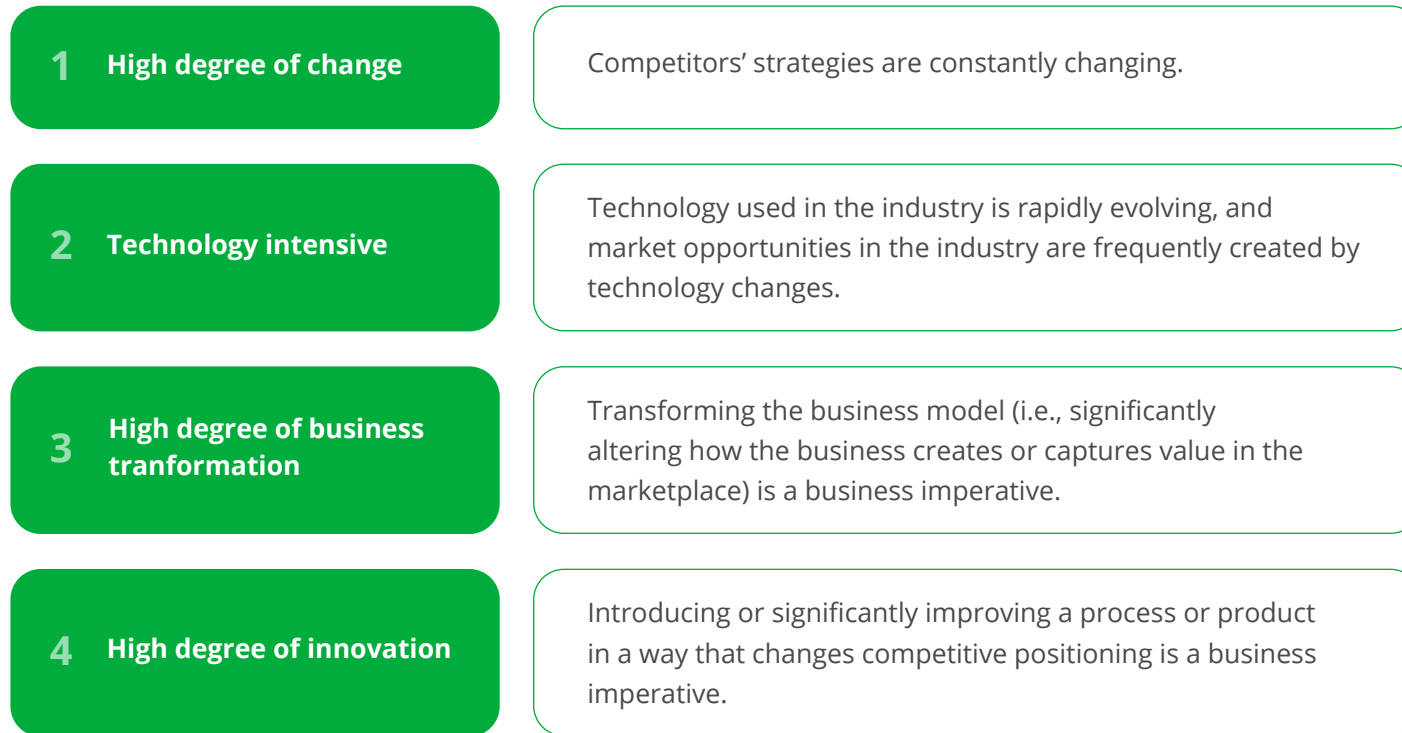 1 High degree of change
Competitors’ strategies are constantly changing.
2 Technology intensive
Technology used in the industry is rapidly evolving, and
market opportunities in the industry are frequently created by
technology changes.
3 High degree of business
tranformation
Transforming the business model (i.e., significantly
altering how the business creates or captures value in the
marketplace) is a business imperative.
4 High degree of innovation
Introducing or significantly improving a process or product
in a way that changes competitive positioning is a business
imperative.